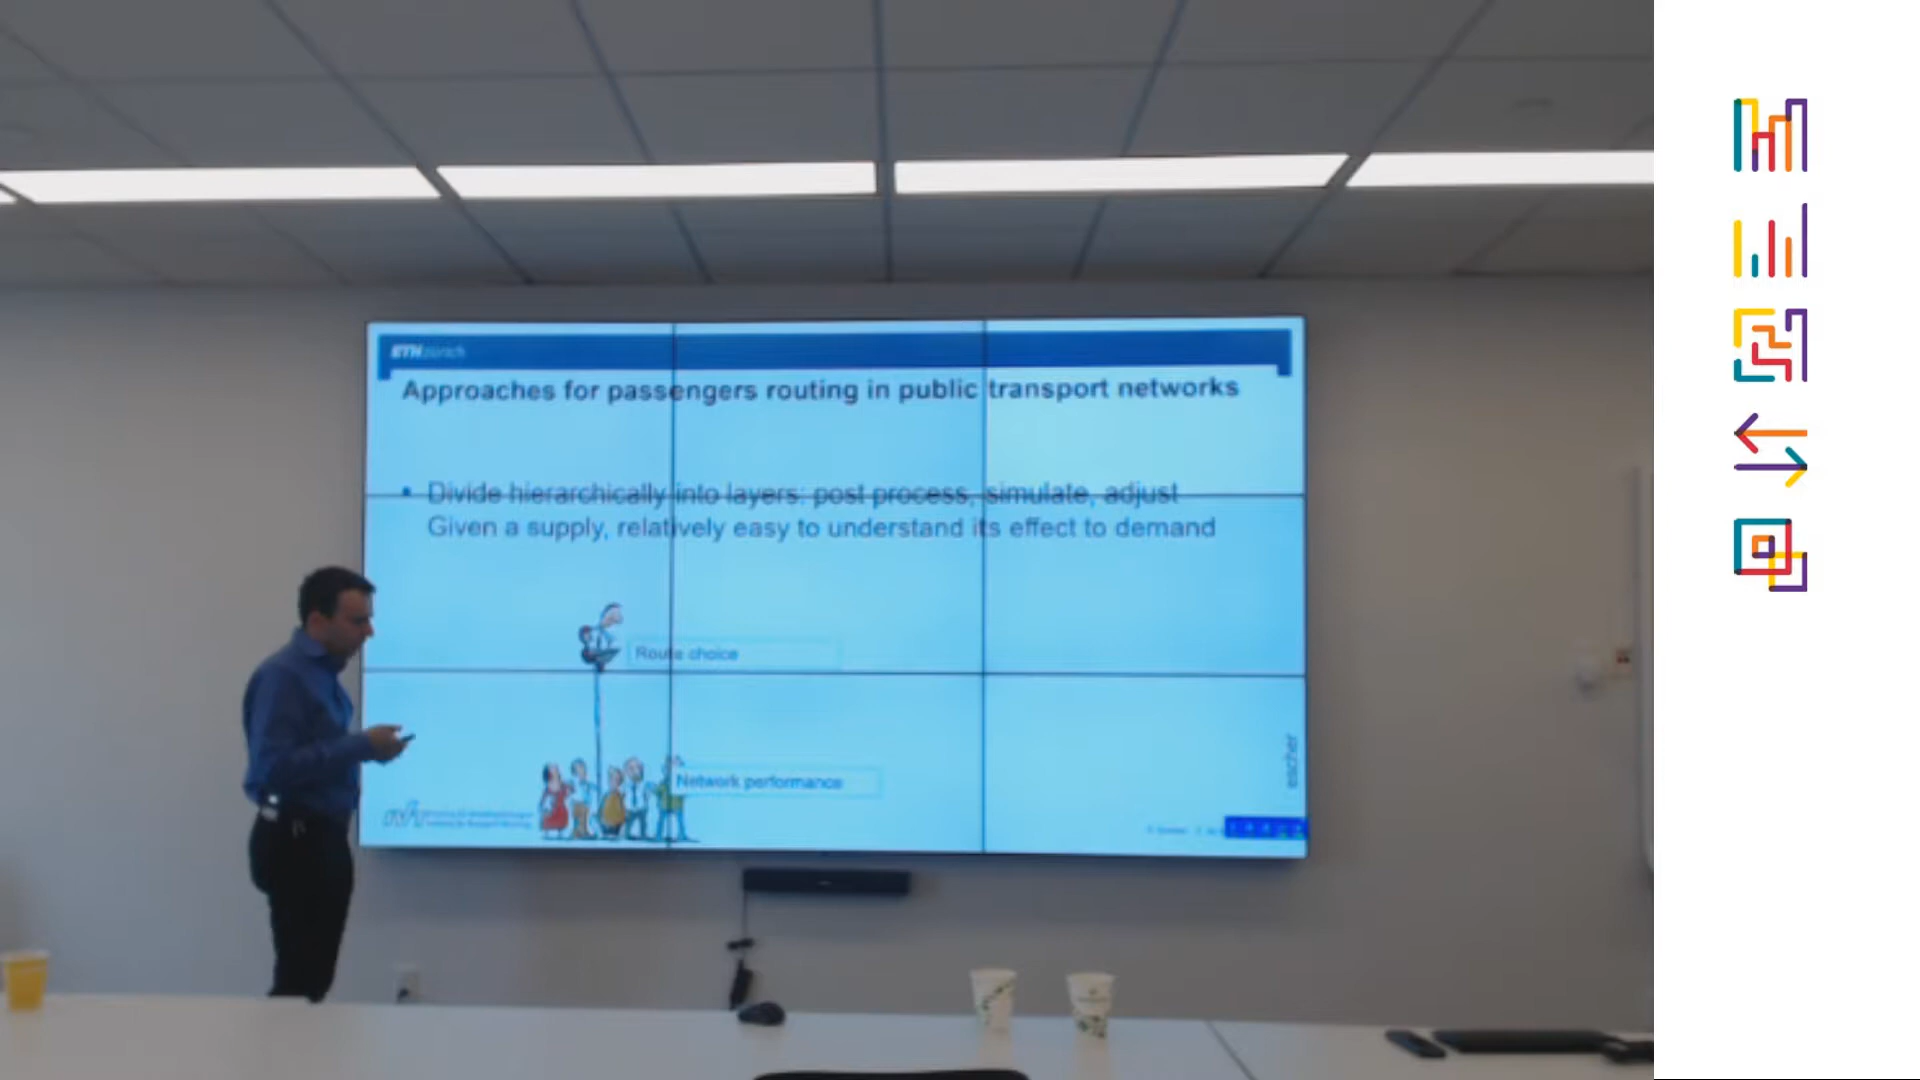 ETH zürich
Approaches for passengers routing in public transport networks
• Divide hierarchically into layers: post process, simulate, adjust
Given a supply, relatively easy to understand its effect to demand
Route choice
Network performance
escher